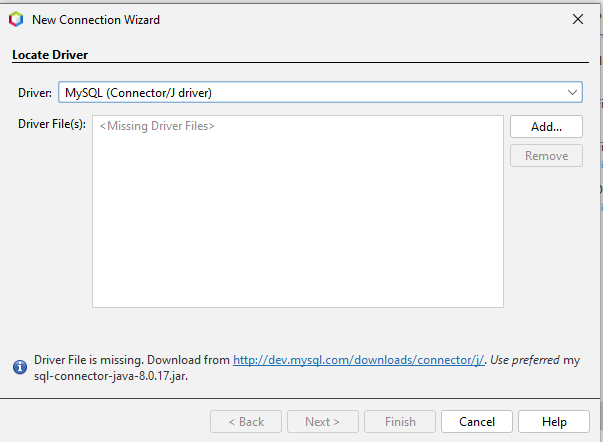 New Connection Wizard
Locate Driver
Driver: MySQL (Connector/J driver)
Driver File(s): <Missing Driver Files>
Add...
Remove
Driver File is missing. Download from http://dev.mysql.com/downloads/connector/j/. Use preferred my
sql-connector-java-8.0.17.jar.
< Back Next > Finish Cancel Help